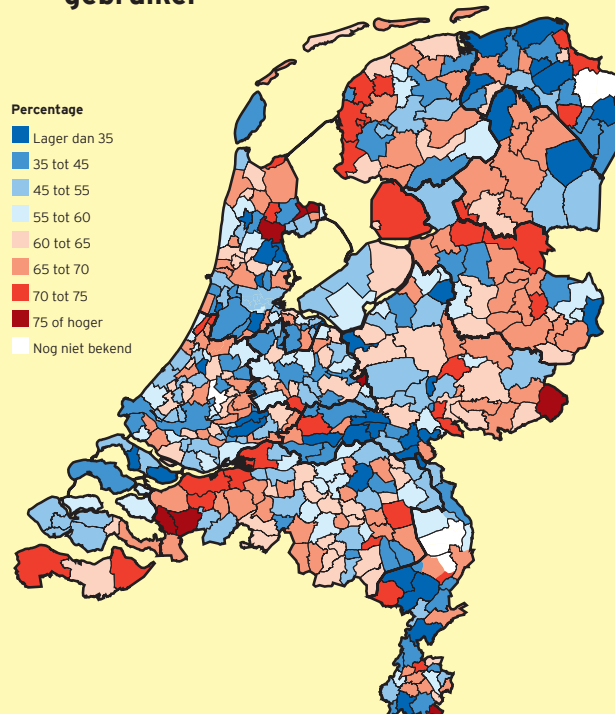 gebruiker
Percentage
Lager dan 35
35 tot 45
45 tot 55
55 tot 60
60 tot 65
65 tot 70
70 tot 75
75 of hoger
Nog niet bekend